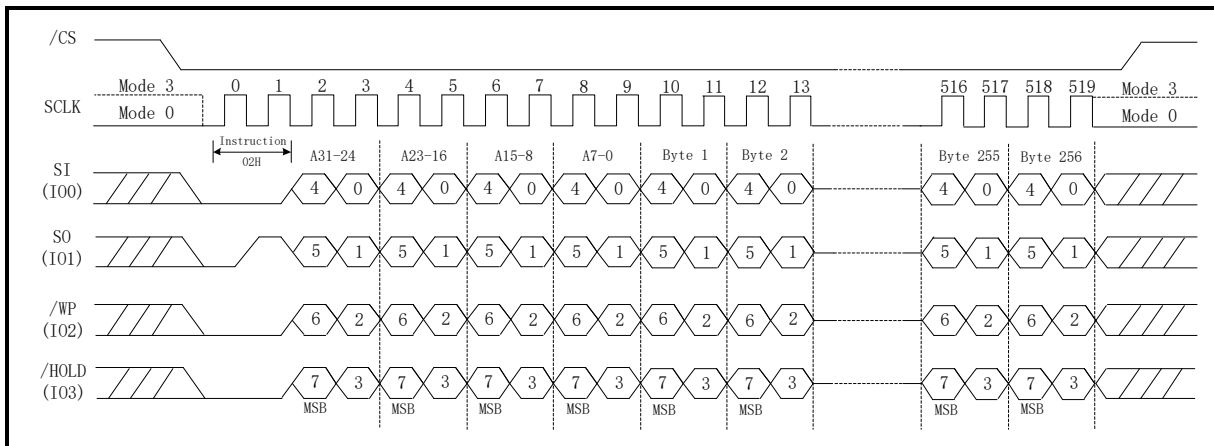 /CS
Mode 3 0 1 2 3 4 5 6 7 8 9 10 11 12 13 516 517 518 519 Mode 3
SCLK
Mode 0 Mode 0
Instruction
02H
A31-24 A23-16 A15-8 A7-0 Byte 1 Byte 2 Byte 255 Byte 256
SI
(IO0)
4 0 4 0 4 0 4 0 4 0 4 0 4 0 4 0
SO
(IO1)
5 1 5 1 5 1 5 1 5 1 5 1 5 1 5 1
/WP
(IO2)
6 2 6 2 6 2 6 2 6 2 6 2 6 2 6 2
/HOLD
(IO3)
7 3 7 3 7 3 7 3 7 3 7 3 7 3 7 3
MSB MSB MSB MSB MSB MSB MSB MSB